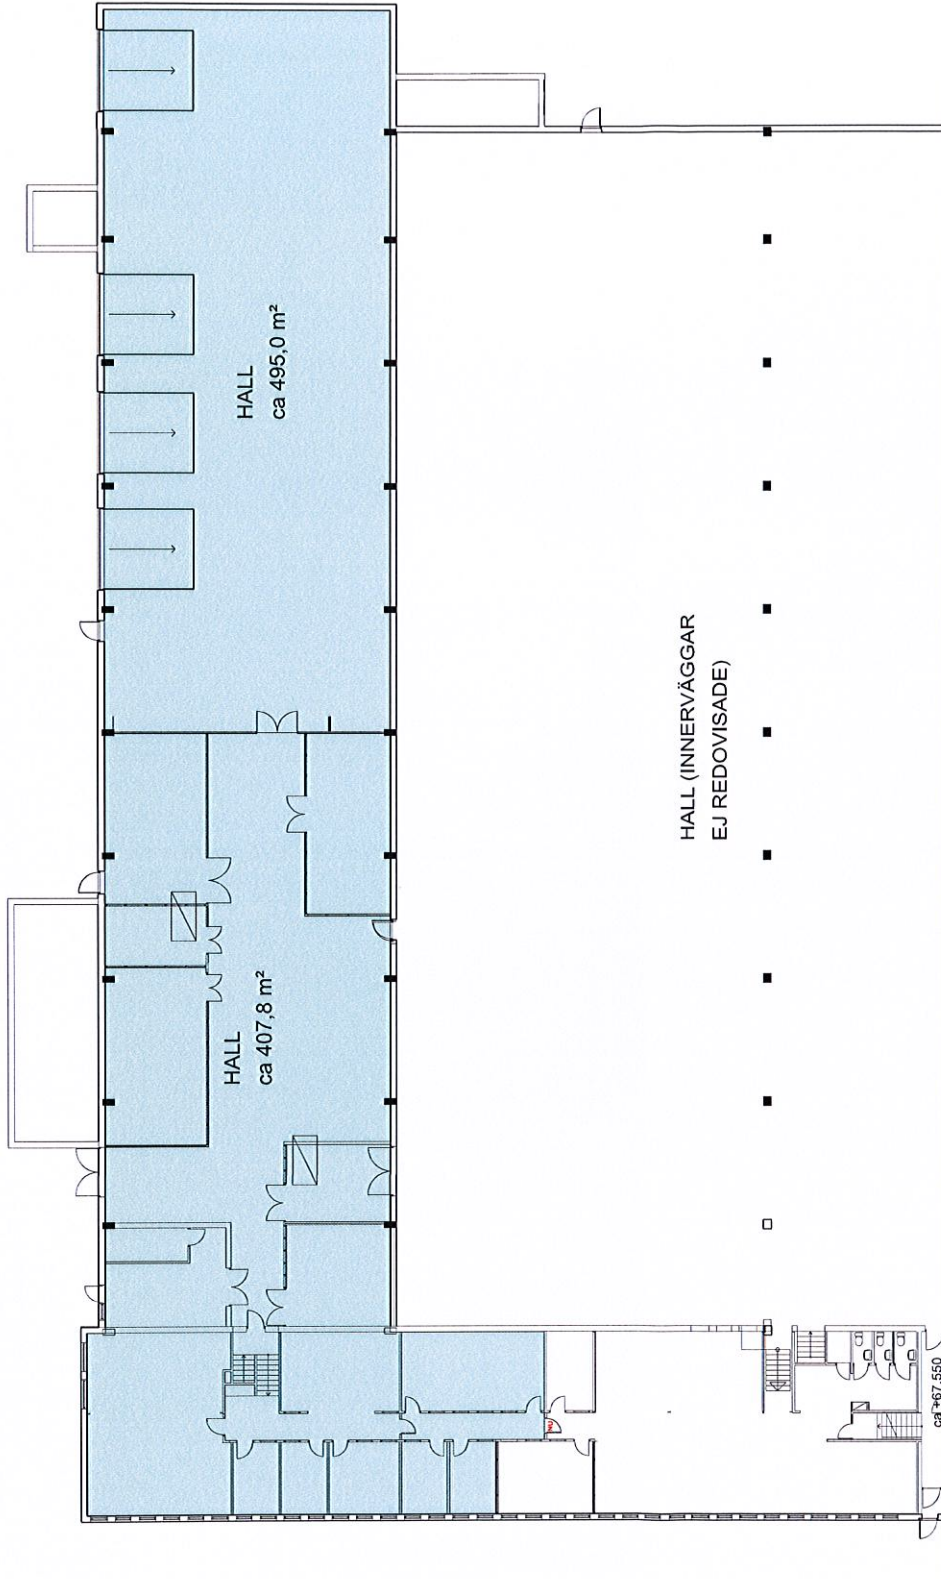 HALL
ca 495,0 m²
HALL (INNERVÄGGAR
EJ REDOVISADE)
HALL
ca 407,8 m²
ca +67.550